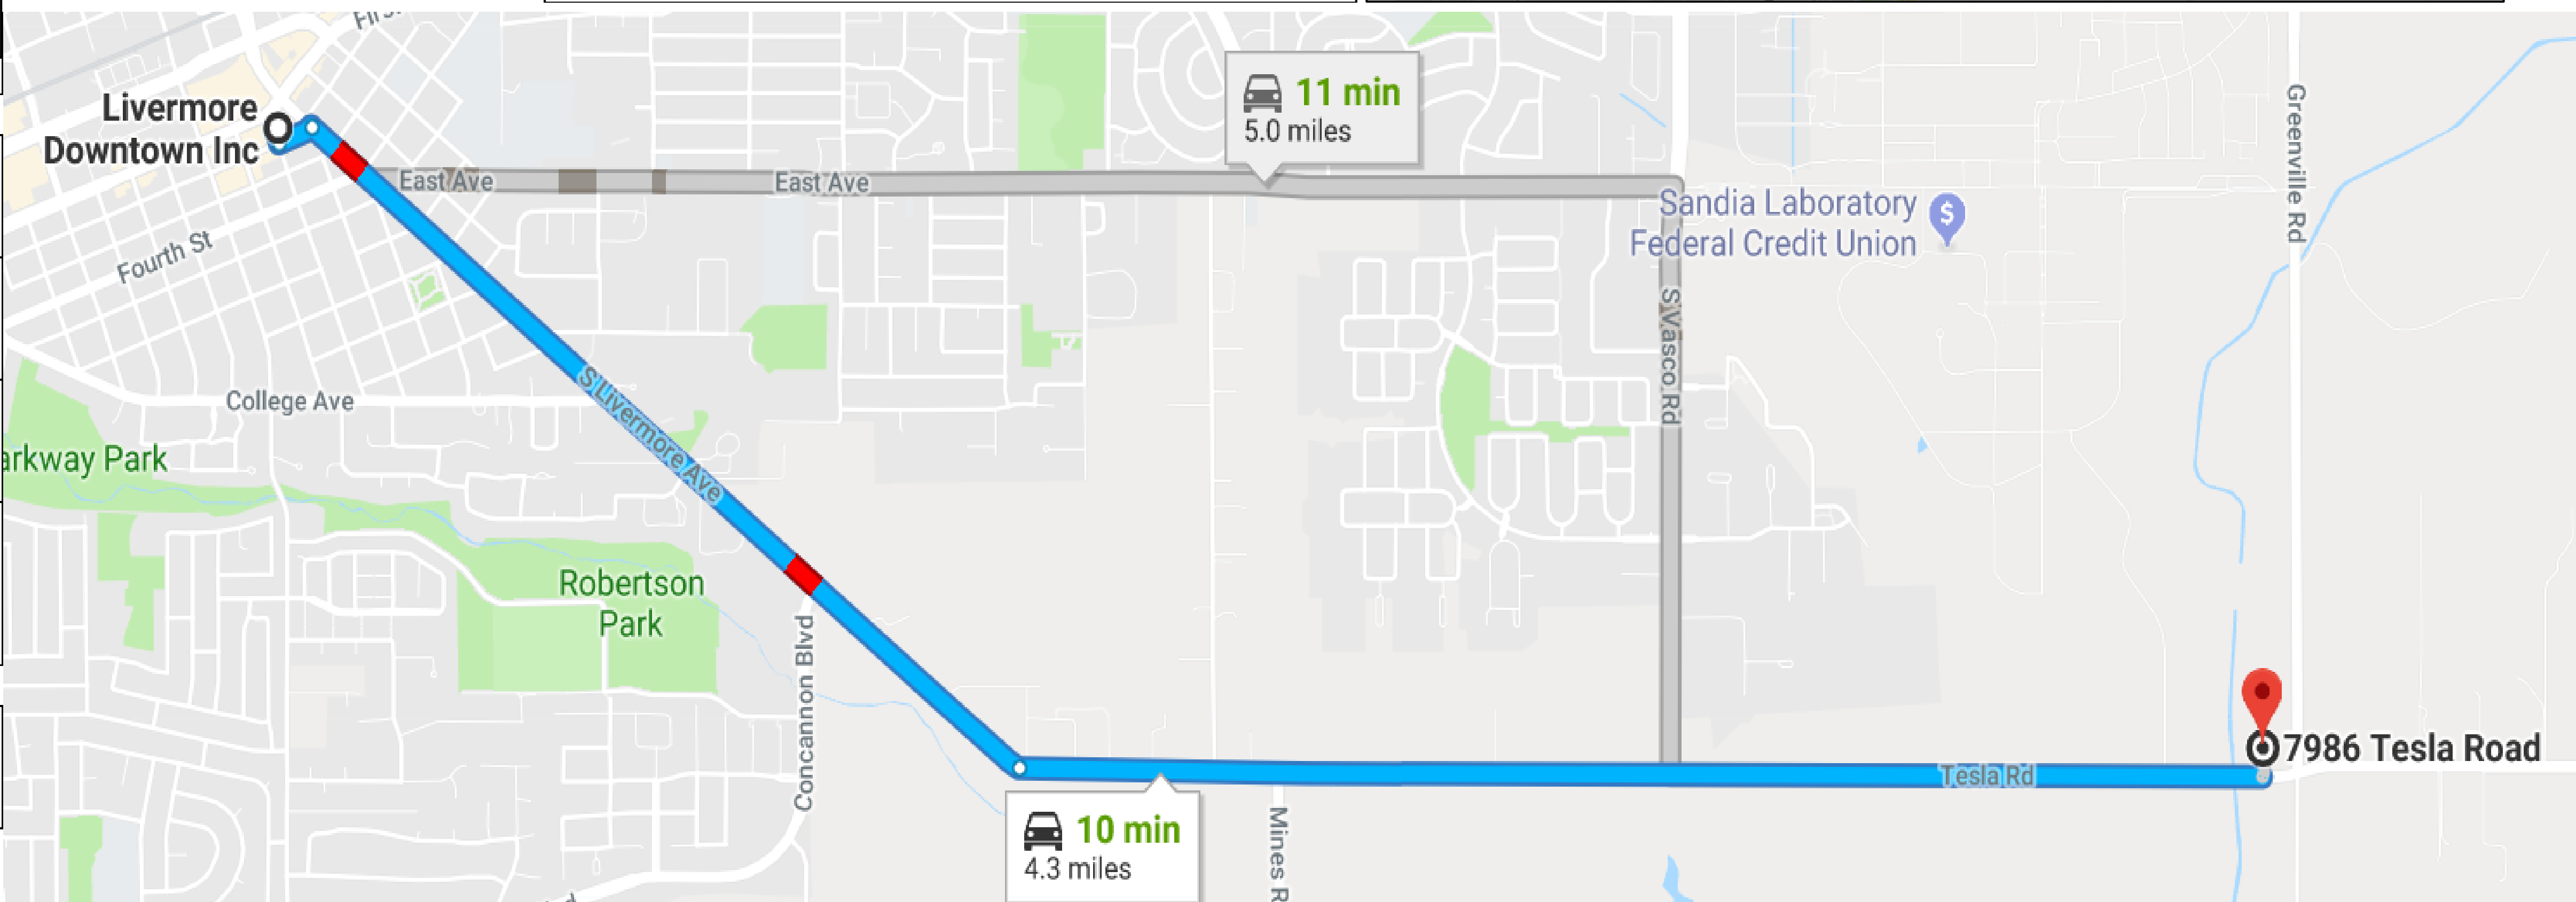 Livermore
Downtown Inc
11 min
5.0 miles
Greenville Rd
East Ave
East Ave
Sandia Laboratory
Federal Credit Union
$
Fourth St
S Vasco Rd
College Ave
S Livermore Ave
arkway Park
Robertson
Park
Concannon Blvd
7986 Tesla Road
Tesla Rd
10 min
4.3 miles
Mines R